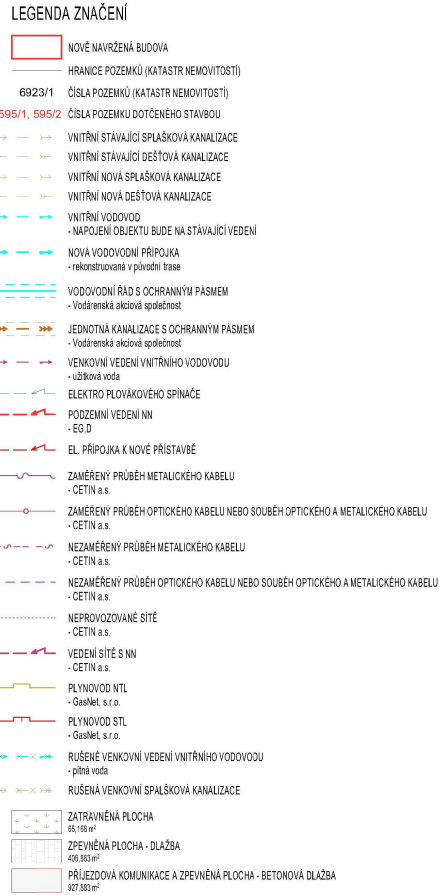 LEGENDA ZNAČENÍ
NOVĚ NAVRŽENÁ BUDOVA
HRANICE POZEMKŮ (KATASTR NEMOVITOSTÍ)
6923/1 ČÍSLA POZEMKŮ (KATASTR NEMOVITOSTÍ)
595/1, 595/2 ČÍSLA POZEMKU DOTČENÉHO STAVBOU
VNITŘNÍ STÁVAJÍCÍ SPLAŠKOVÁ KANALIZACE
VNITŘNÍ STÁVAJÍCÍ DEŠŤOVÁ KANALIZACE
VNITŘNÍ NOVÁ SPLAŠKOVÁ KANALIZACE
VNITŘNÍ NOVÁ DEŠŤOVÁ KANALIZACE
VNITŘNÍ VODOVOD
- NAPOJENÍ OBJEKTU BUDE NA STÁVAJÍCÍ VEDENÍ
NOVÁ VODOVODNÍ PŘÍPOJKA
- rekonstruovaná v původní trase
VODOVODNÍ ŘÁD S OCHRANNÝM PÁSMEM
- Vodárenská akciová společnost
JEDNOTNÁ KANALIZACE S OCHRANNÝM PÁSMEM
- Vodárenská akciová společnost
VENKOVNÍ VEDENÍ VNITŘNÍHO VODOVODU
- užitková voda
ELEKTRO PLOVÁKOVÉHO SPÍNAČE
PODZEMNÍ VEDENÍ NN
- EG.D
EL. PŘÍPOJKA K NOVÉ PŘÍSTAVBĚ
ZAMĚŘENÝ PRŮBĚH METALICKÉHO KABELU
- CETIN a.s.
ZAMĚŘENÝ PRŮBĚH OPTICKÉHO KABELU NEBO SOUBĚH OPTICKÉHO A METALICKÉHO KABELU
- CETIN a.s.
NEZAMĚŘENÝ PRŮBĚH METALICKÉHO KABELU
- CETIN a.s.
NEZAMĚŘENÝ PRŮBĚH OPTICKÉHO KABELU NEBO SOUBĚH OPTICKÉHO A METALICKÉHO KABELU
- CETIN a.s.
NEPROVOZOVANÉ SÍTĚ
- CETIN a.s.
VEDENÍ SÍTĚ S NN
- CETIN a.s.
PLYNOVOD NTL
- GasNet, s.r.o.
PLYNOVOD STL
- GasNet, s.r.o.
RUŠENÉ VENKOVNÍ VEDENÍ VNITŘNÍHO VODOVODU
- pitná voda
RUŠENÁ VENKOVNÍ SPALŠKOVÁ KANALIZACE
ZATRAVNĚNÁ PLOCHA
65,168 m²
ZPEVNĚNÁ PLOCHA - DLAŽBA
406,883 m²
PŘÍJEZDOVÁ KOMUNIKACE A ZPEVNĚNÁ PLOCHA - BETONOVÁ DLAŽBA
927,883 m²